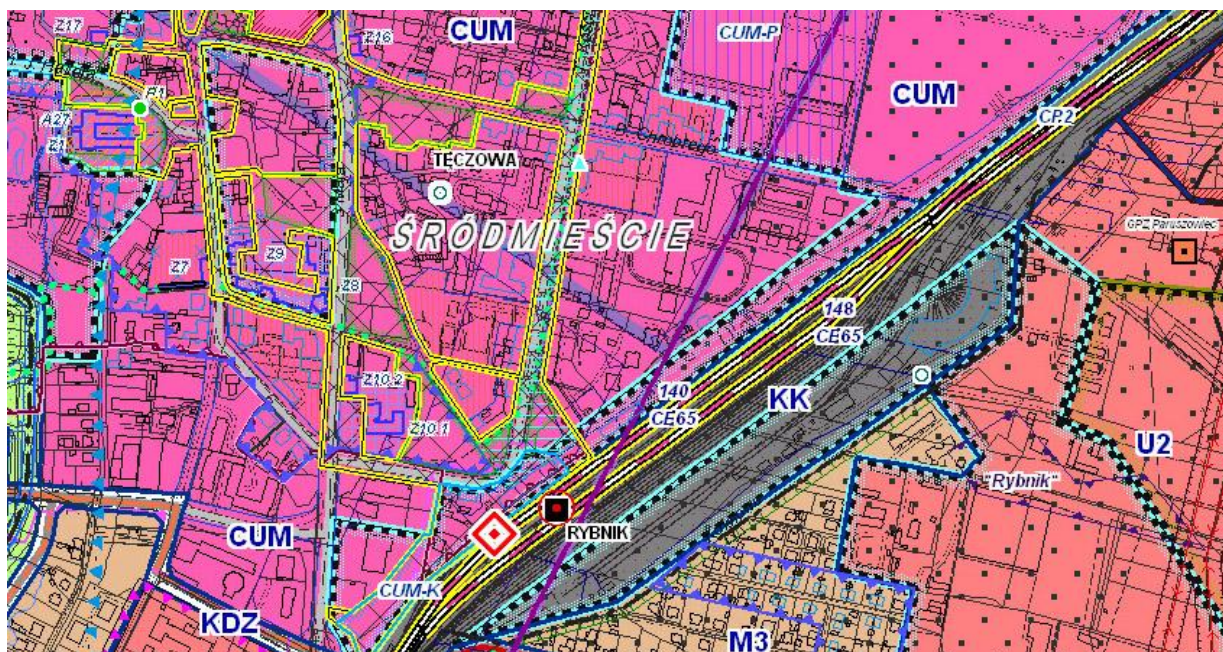 Z17
Z16
CUM
CUM-P
CUM
B1
A27
Z1
CP.2
TĘCZOWA
ŚRÓDMIEŚCIE
GPZ Paruszowiec
Z7
Z9
Z8
148
CE65
140
CE65
KK
Z10.2
Z10.1
U2
"Rybnik"
RYBNIK
CUM
CUM-K
KDZ
M3